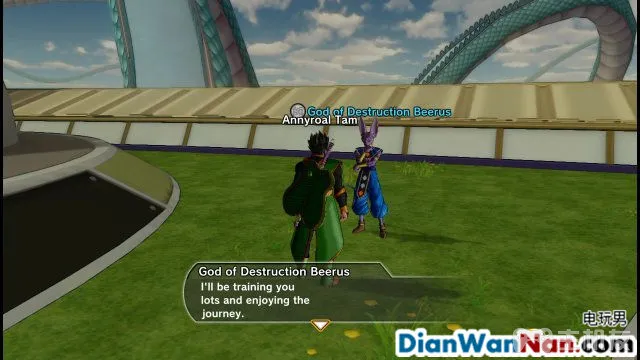 God of Destruction Beerus
Annyroal Tam
God of Destruction Beerus
I'll be training you
lots and enjoying the
journey.
电玩男
DianWanNan.com